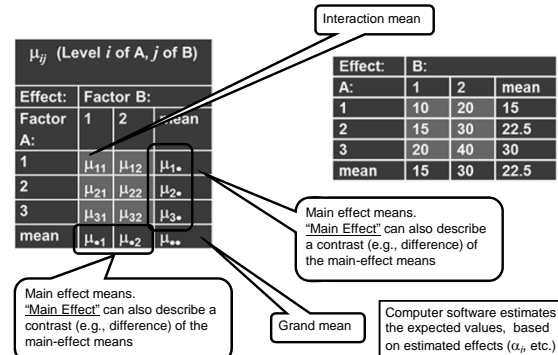 Interaction mean
μij (Level i of A, j of B)
Effect: Factor B:
Factor A: 1 2 mean
1 μ11 μ12 μ1•
2 μ21 μ22 μ2•
3 μ31 μ32 μ3•
mean μ•1 μ•2 μ••
Effect: B:
A: 1 2 mean
1 10 20 15
2 15 30 22.5
3 20 40 30
mean 15 30 22.5
Main effect means.
“Main Effect” can also describe
a contrast (e.g., difference) of
the main-effect means
Main effect means.
“Main Effect” can also describe a
contrast (e.g., difference) of the
main-effect means
Grand mean
Computer software estimates
the expected values, based
on estimated effects (αi, etc.)